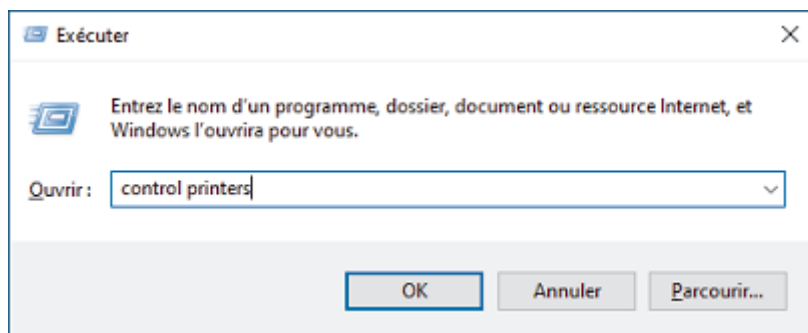 Exécuter
Entrez le nom d'un programme, dossier, document ou ressource Internet, et
Windows l'ouvrira pour vous.
Ouvrir : control printers
OK Annuler Parcourir...